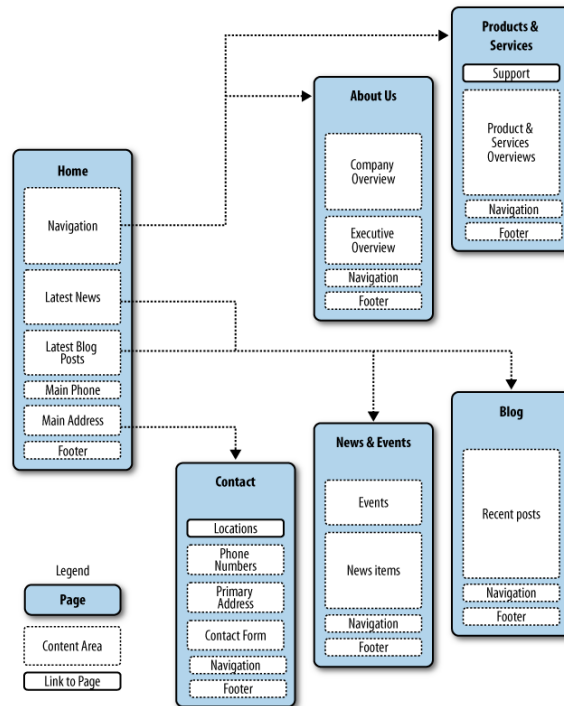 Home
Navigation
Latest News
Latest Blog
Posts
Main Phone
Main Address
Footer
About Us
Company
Overview
Executive
Overview
Navigation
Footer
Products &
Services
Support
Product &
Services
Overviews
Navigation
Footer
Contact
Locations
Phone
Numbers
Primary
Address
Contact Form
Navigation
Footer
News & Events
Events
News items
Navigation
Footer
Blog
Recent posts
Navigation
Footer
Legend
Page
Content Area
Link to Page